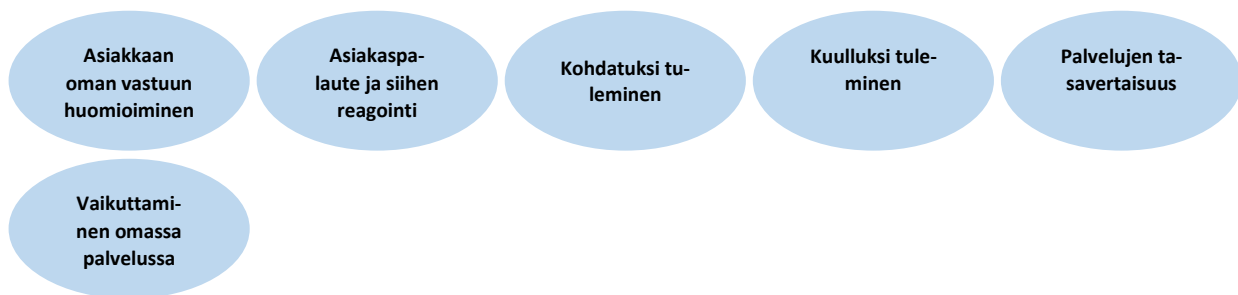 Asiakkaan
oman vastuun
huomioiminen
Asiakaspa-
laute ja siihen
reagointi
Kohdatuksi tu-
leminen
Kuulluksi tule-
minen
Palvelujen ta-
savertaisuus
Vaikuttami-
nen omassa
palvelussa